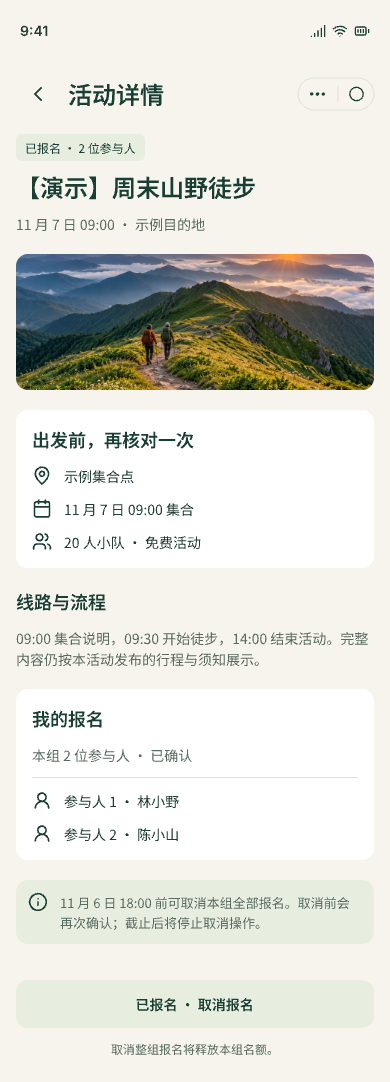 9:41
活动详情
已报名 · 2 位参与人
【演示】周末山野徒步
11 月 7 日 09:00 · 示例目的地
出发前，再核对一次
示例集合点
11 月 7 日 09:00 集合
20 人小队 · 免费活动
线路与流程
09:00 集合说明，09:30 开始徒步，14:00 结束活动。完整
内容仍按本活动发布的行程与须知展示。
我的报名
本组 2 位参与人 · 已确认
参与人 1 · 林小野
参与人 2 · 陈小山
11 月 6 日 18:00 前可取消本组全部报名。取消前会
再次确认；截止后将停止取消操作。
已报名 · 取消报名
取消整组报名将释放本组名额。